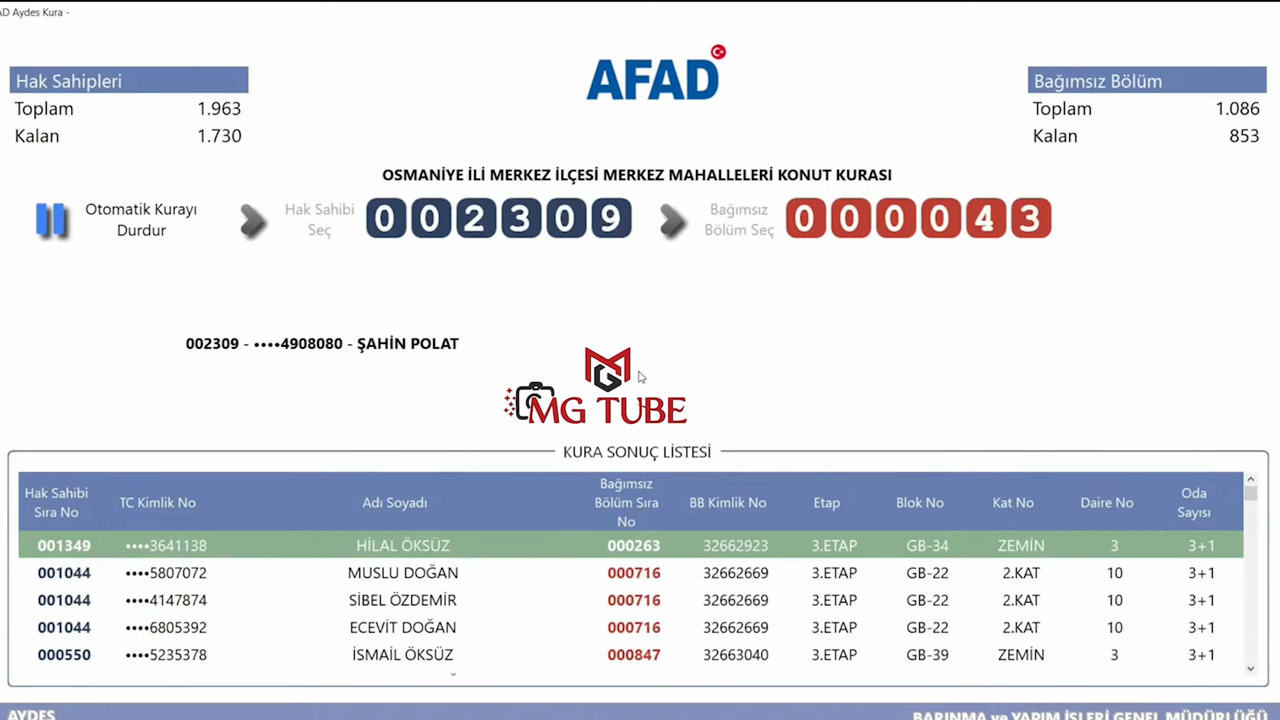 AD Aydes Kura -
AFAD
Hak Sahipleri
Toplam 1.963
Kalan 1.730
Bağımsız Bölüm
Toplam 1.086
Kalan 853
OSMANİYE İLİ MERKEZ İLÇESİ MERKEZ MAHALLELERİ KONUT KURASI
Otomatik Kurayı
Durdur
Hak Sahibi
Seç
002309
Bağımsız
Bölüm Seç
000043
002309 - ••••4908080 - ŞAHİN POLAT
MG
MG TUBE
KURA SONUÇ LİSTESİ
Hak Sahibi Sıra No TC Kimlik No Adı Soyadı Bağımsız Bölüm Sıra No BB Kimlik No Etap Blok No Kat No Daire No Oda Sayısı
001349 ••••3641138 HİLAL ÖKSÜZ 000263 32662923 3.ETAP GB-34 ZEMİN 3 3+1
001044 ••••5807072 MUSLU DOĞAN 000716 32662669 3.ETAP GB-22 2.KAT 10 3+1
001044 ••••4147874 SİBEL ÖZDEMİR 000716 32662669 3.ETAP GB-22 2.KAT 10 3+1
001044 ••••6805392 ECEVİT DOĞAN 000716 32662669 3.ETAP GB-22 2.KAT 10 3+1
000550 ••••5235378 İSMAİL ÖKSÜZ 000847 32663040 3.ETAP GB-39 ZEMİN 3 3+1
AYDES
BARINMA ve YAPIM İŞLERİ GENEL MÜDÜRLÜĞÜ